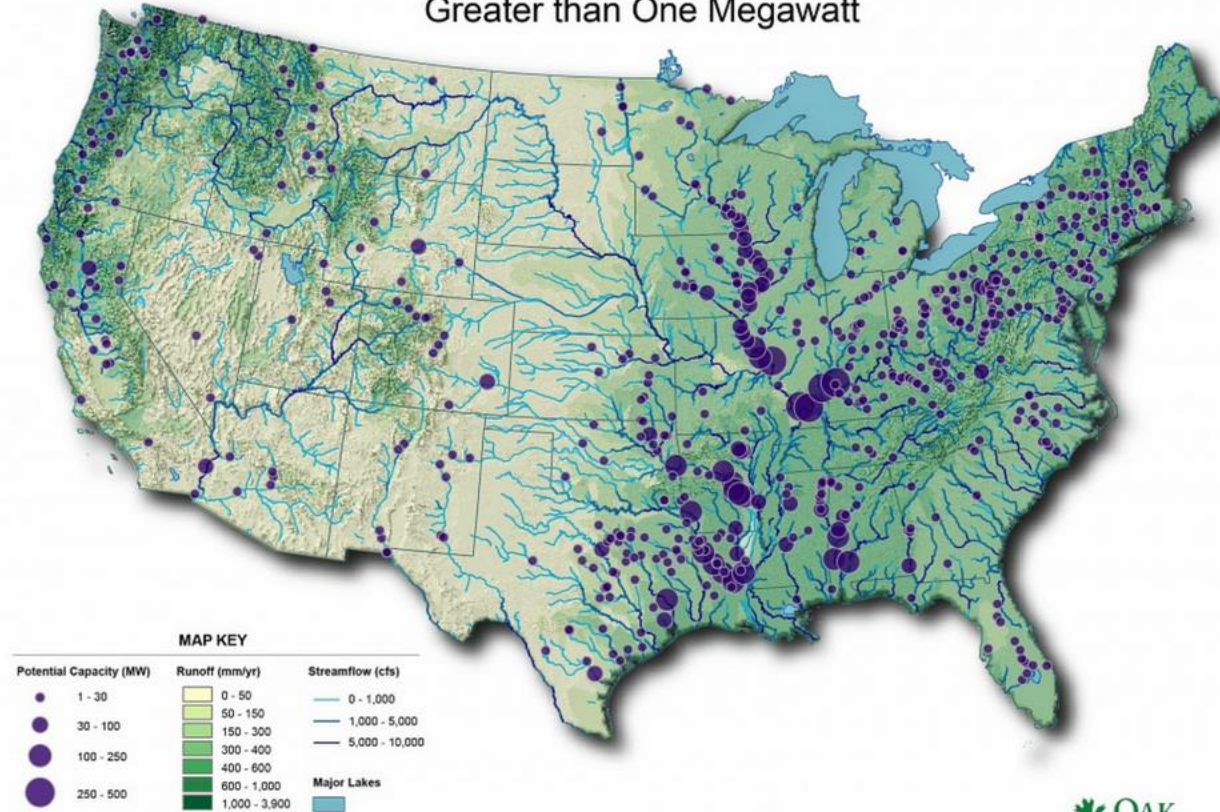 Greater than One Megawatt
MAP KEY
Potential Capacity (MW)
1 - 30
30 - 100
100 - 250
250 - 500
Runoff (mm/yr)
0 - 50
50 - 150
150 - 300
300 - 400
400 - 600
600 - 1,000
1,000 - 3,900
Streamflow (cfs)
0 - 1,000
1,000 - 5,000
5,000 - 10,000
Major Lakes
OAK